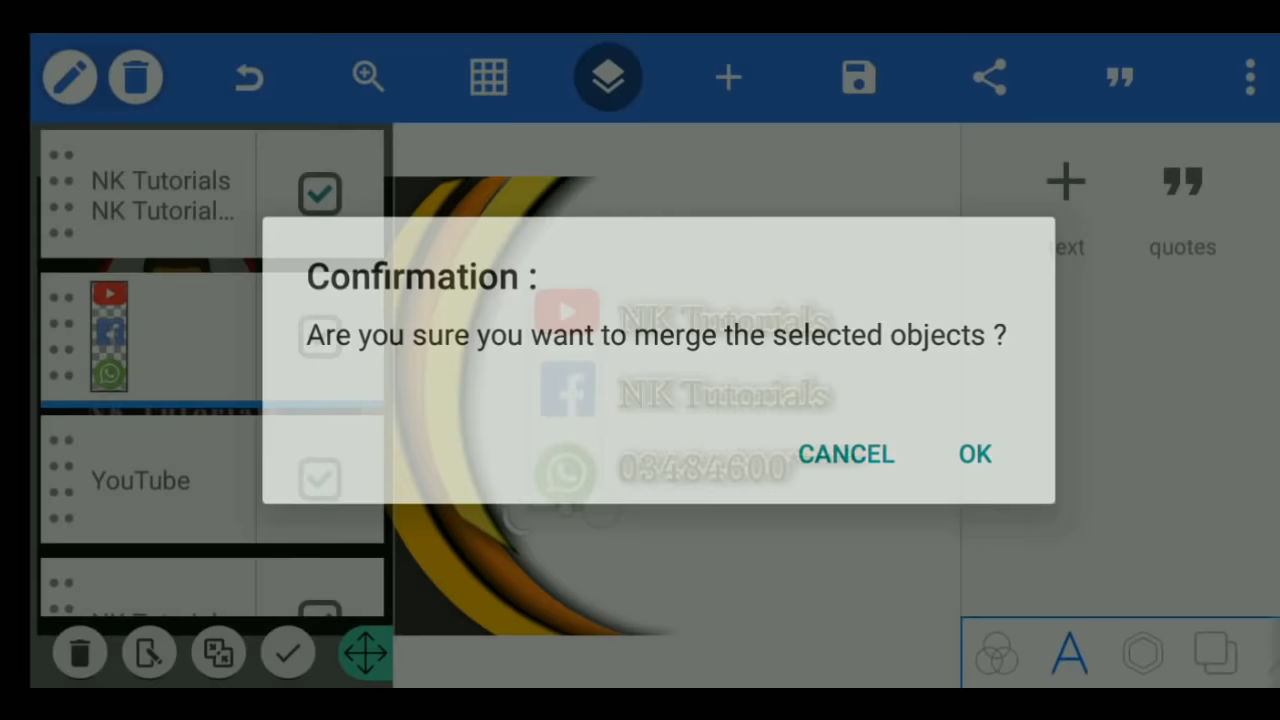 NK Tutorials
NK Tutorial...
YouTube
Confirmation :
Are you sure you want to merge the selected objects ?
CANCEL
OK
NK Tutorials
NK Tutorials
03484600
ext
quotes